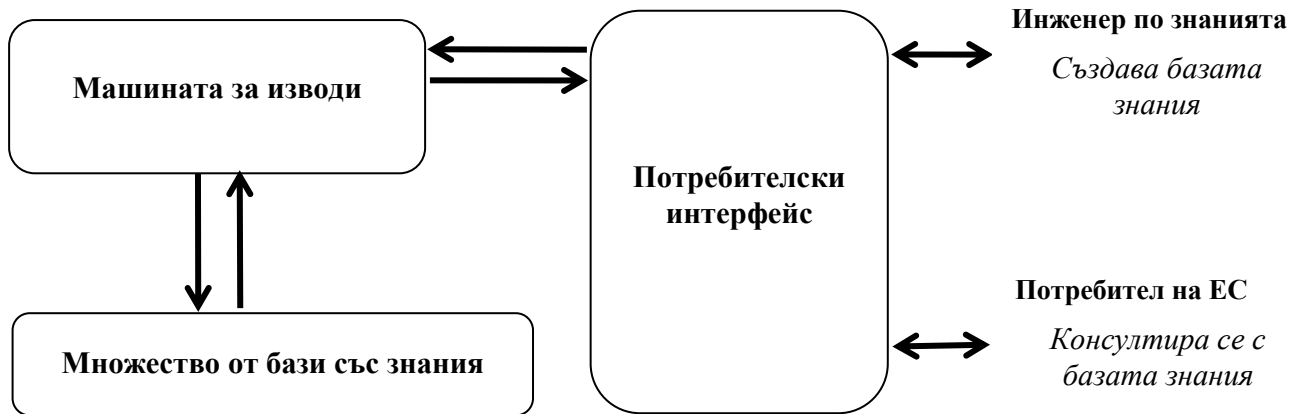 Машината за изводи
Множество от бази със знания
Потребителски
интерфейс
Инженер по знанията
Създава базата
знания
Потребител на ЕС
Консултира се с
базата знания